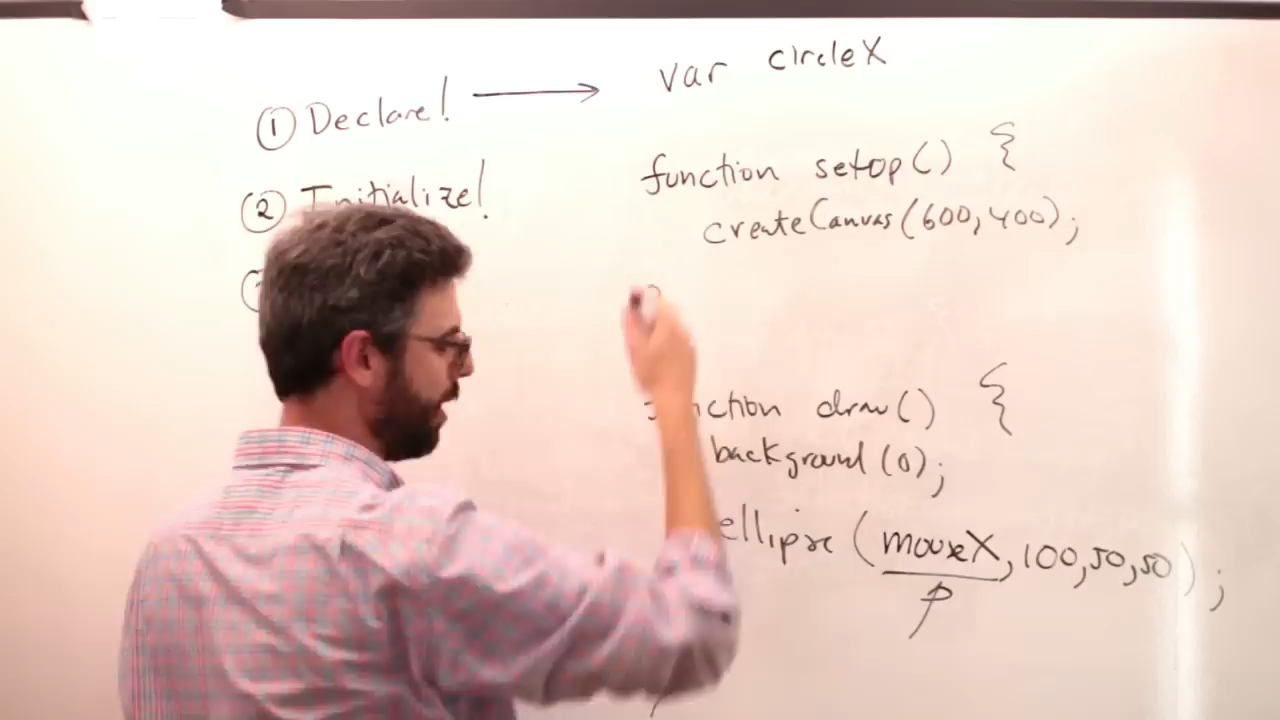 ① Declare! → var circleX
② Initialize!
function setup() {
createCanvas(600,400);
draw() {
background(0);
ellipse(mouseX,100,50,50);